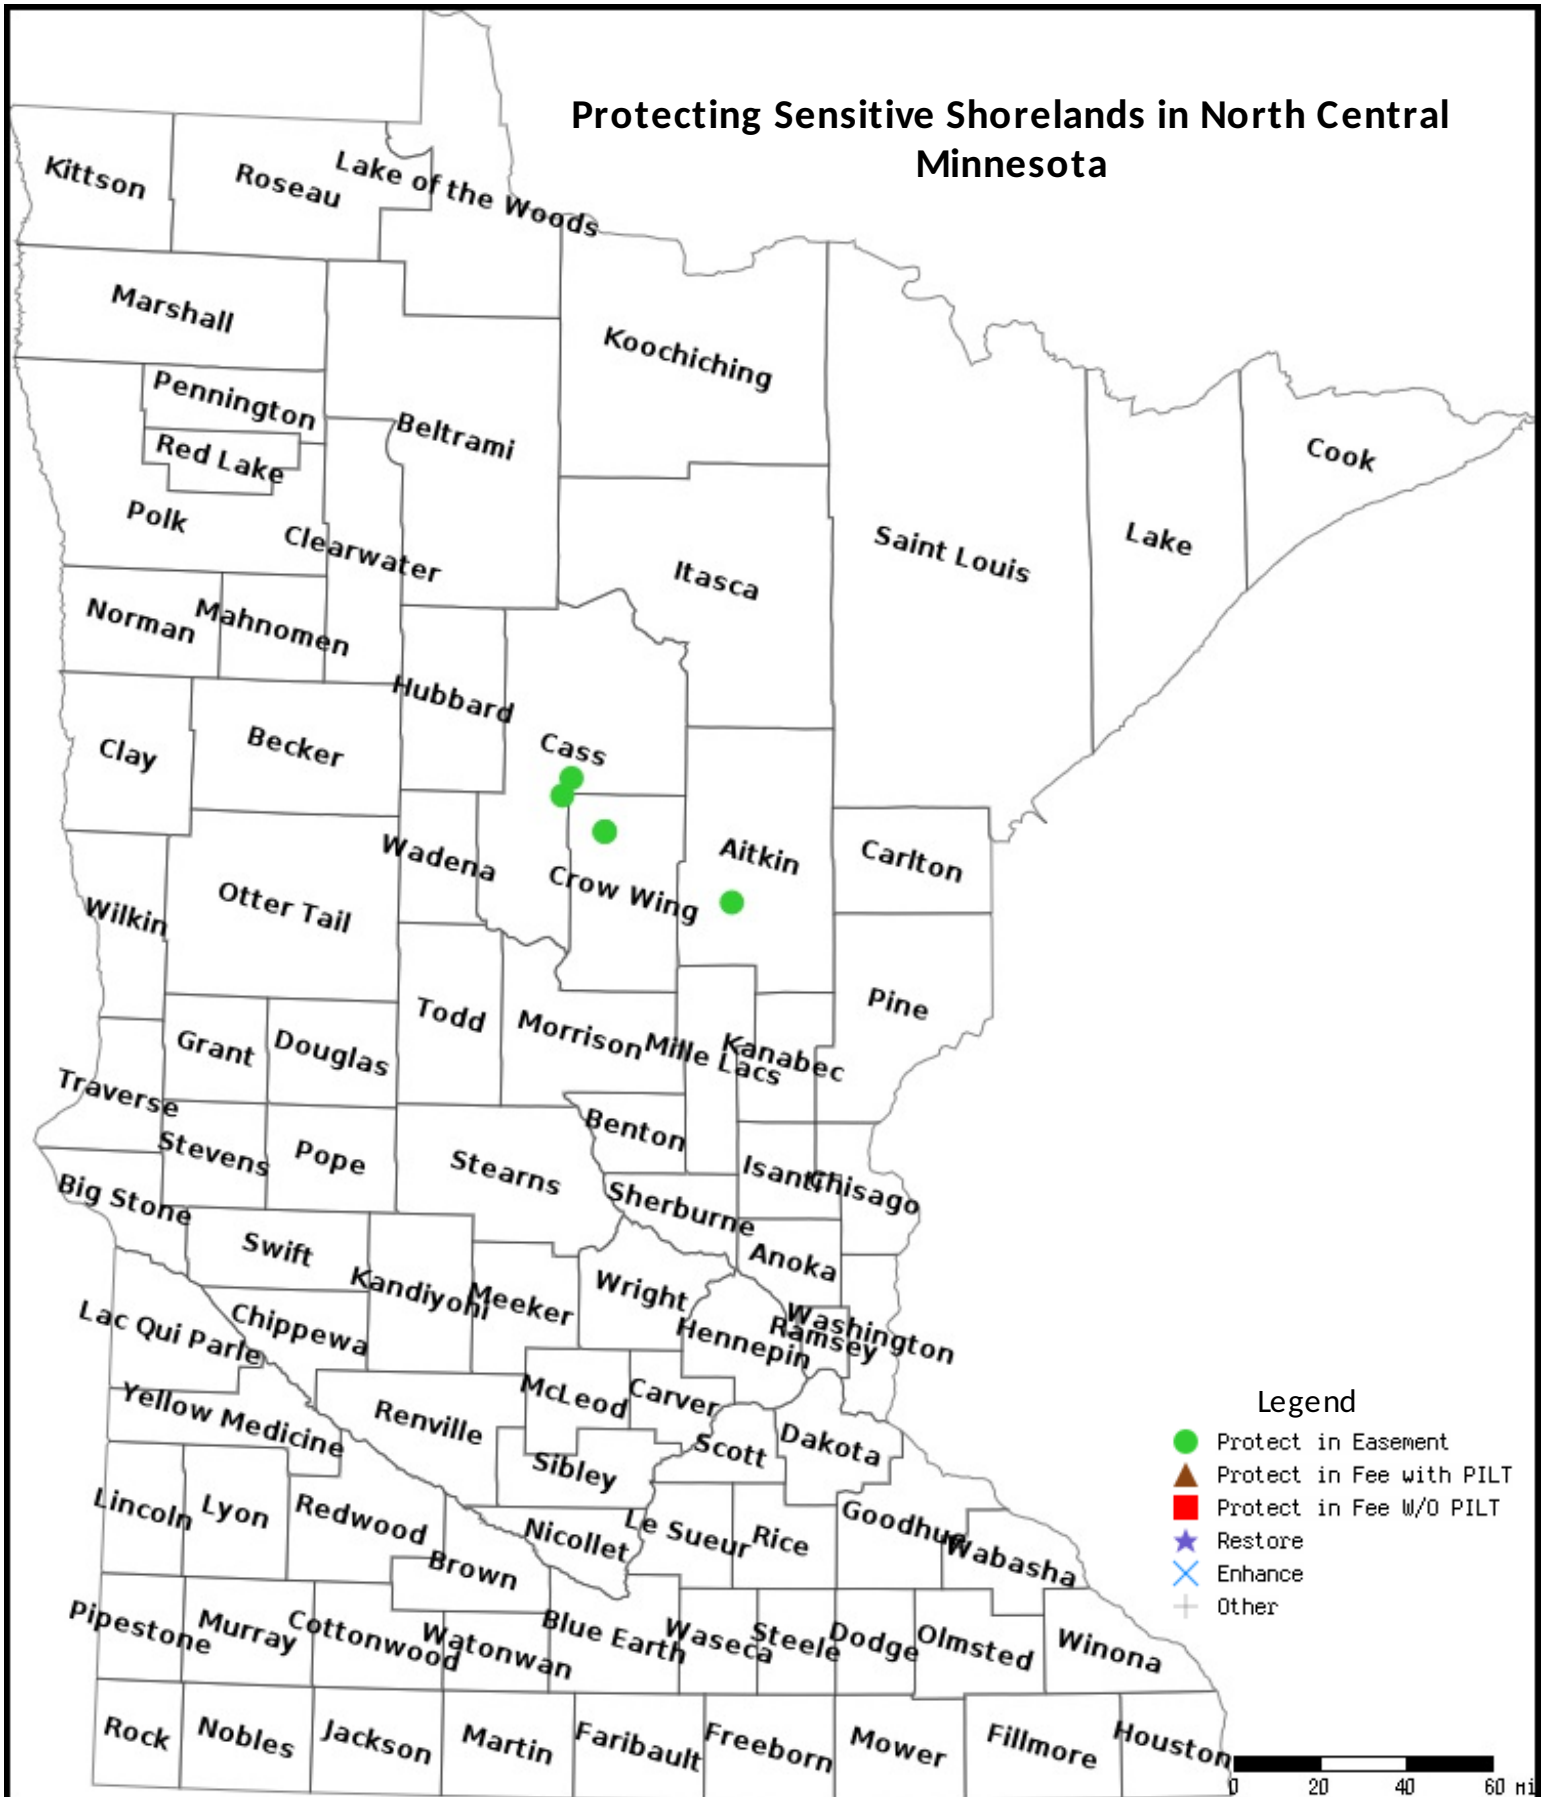 Protecting Sensitive Shorelands in North Central
Minnesota
Kittson
Roseau
Lake of the Woods
Marshall
Koochiching
Pennington
Beltrami
Red Lake
Cook
Polk
Clearwater
Saint Louis
Lake
Itasca
Norman
Mahnomen
Hubbard
Clay
Becker
Cass
Wadena
Aitkin
Carlton
Otter Tail
Crow Wing
Wilkin
Todd
Pine
Grant
Douglas
Morrison
Mille Lacs
Kanabec
Traverse
Stevens
Pope
Stearns
Benton
Isanti
Chisago
Big Stone
Sherburne
Swift
Anoka
Kandiyohi
Meeker
Wright
Lac Qui Parle
Chippewa
Hennepin
Ramsey
Washington
Yellow Medicine
Renville
McLeod
Carver
Scott
Dakota
Sibley
Lincoln
Lyon
Redwood
Nicollet
Le Sueur
Rice
Goodhue
Wabasha
Brown
Pipestone
Murray
Cottonwood
Watonwan
Blue Earth
Waseca
Steele
Dodge
Olmsted
Winona
Rock
Nobles
Jackson
Martin
Faribault
Freeborn
Mower
Fillmore
Houston
Legend
Protect in Easement
Protect in Fee with PILT
Protect in Fee W/O PILT
Restore
Enhance
Other
0 20 40 60 mi